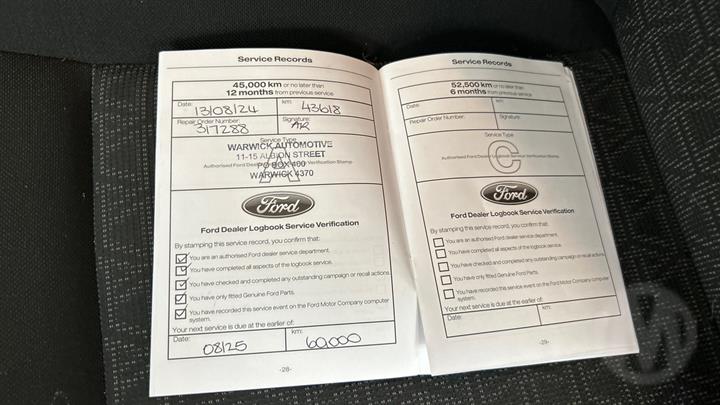 Service Records
45,000 km or no later than
12 months from previous service
Date: 13/08/24 km: 43618
Repair Order Number: 317288 Signature:
Service Type
A
WARWICK AUTOMOTIVE
11-15 ALBION STREET
Authorised Ford Dealer Logbook Service Verification Stamp
PO BOX 400
WARWICK 4370
Ford
Ford Dealer Logbook Service Verification
By stamping this service record, you confirm that:
You are an authorised Ford dealer service department.
You have completed all aspects of the logbook service.
You have checked and completed any outstanding campaign or recall actions.
You have only fitted Genuine Ford Parts.
You have recorded this service event on the Ford Motor Company computer
system.
Your next service is due at the earlier of:
Date: 08/25 km: 60,000
-28-
Service Records
52,500 km or no later than
6 months from previous service
Date: km:
Repair Order Number: Signature:
Service Type
C
Authorised Ford Dealer Logbook Service Verification Stamp
Ford
Ford Dealer Logbook Service Verification
By stamping this service record, you confirm that:
You are an authorised Ford dealer service department.
You have completed all aspects of the logbook service.
You have checked and completed any outstanding campaign or recall actions.
You have only fitted Genuine Ford Parts.
You have recorded this service event on the Ford Motor Company computer
system.
Your next service is due at the earlier of:
Date: km:
-29-